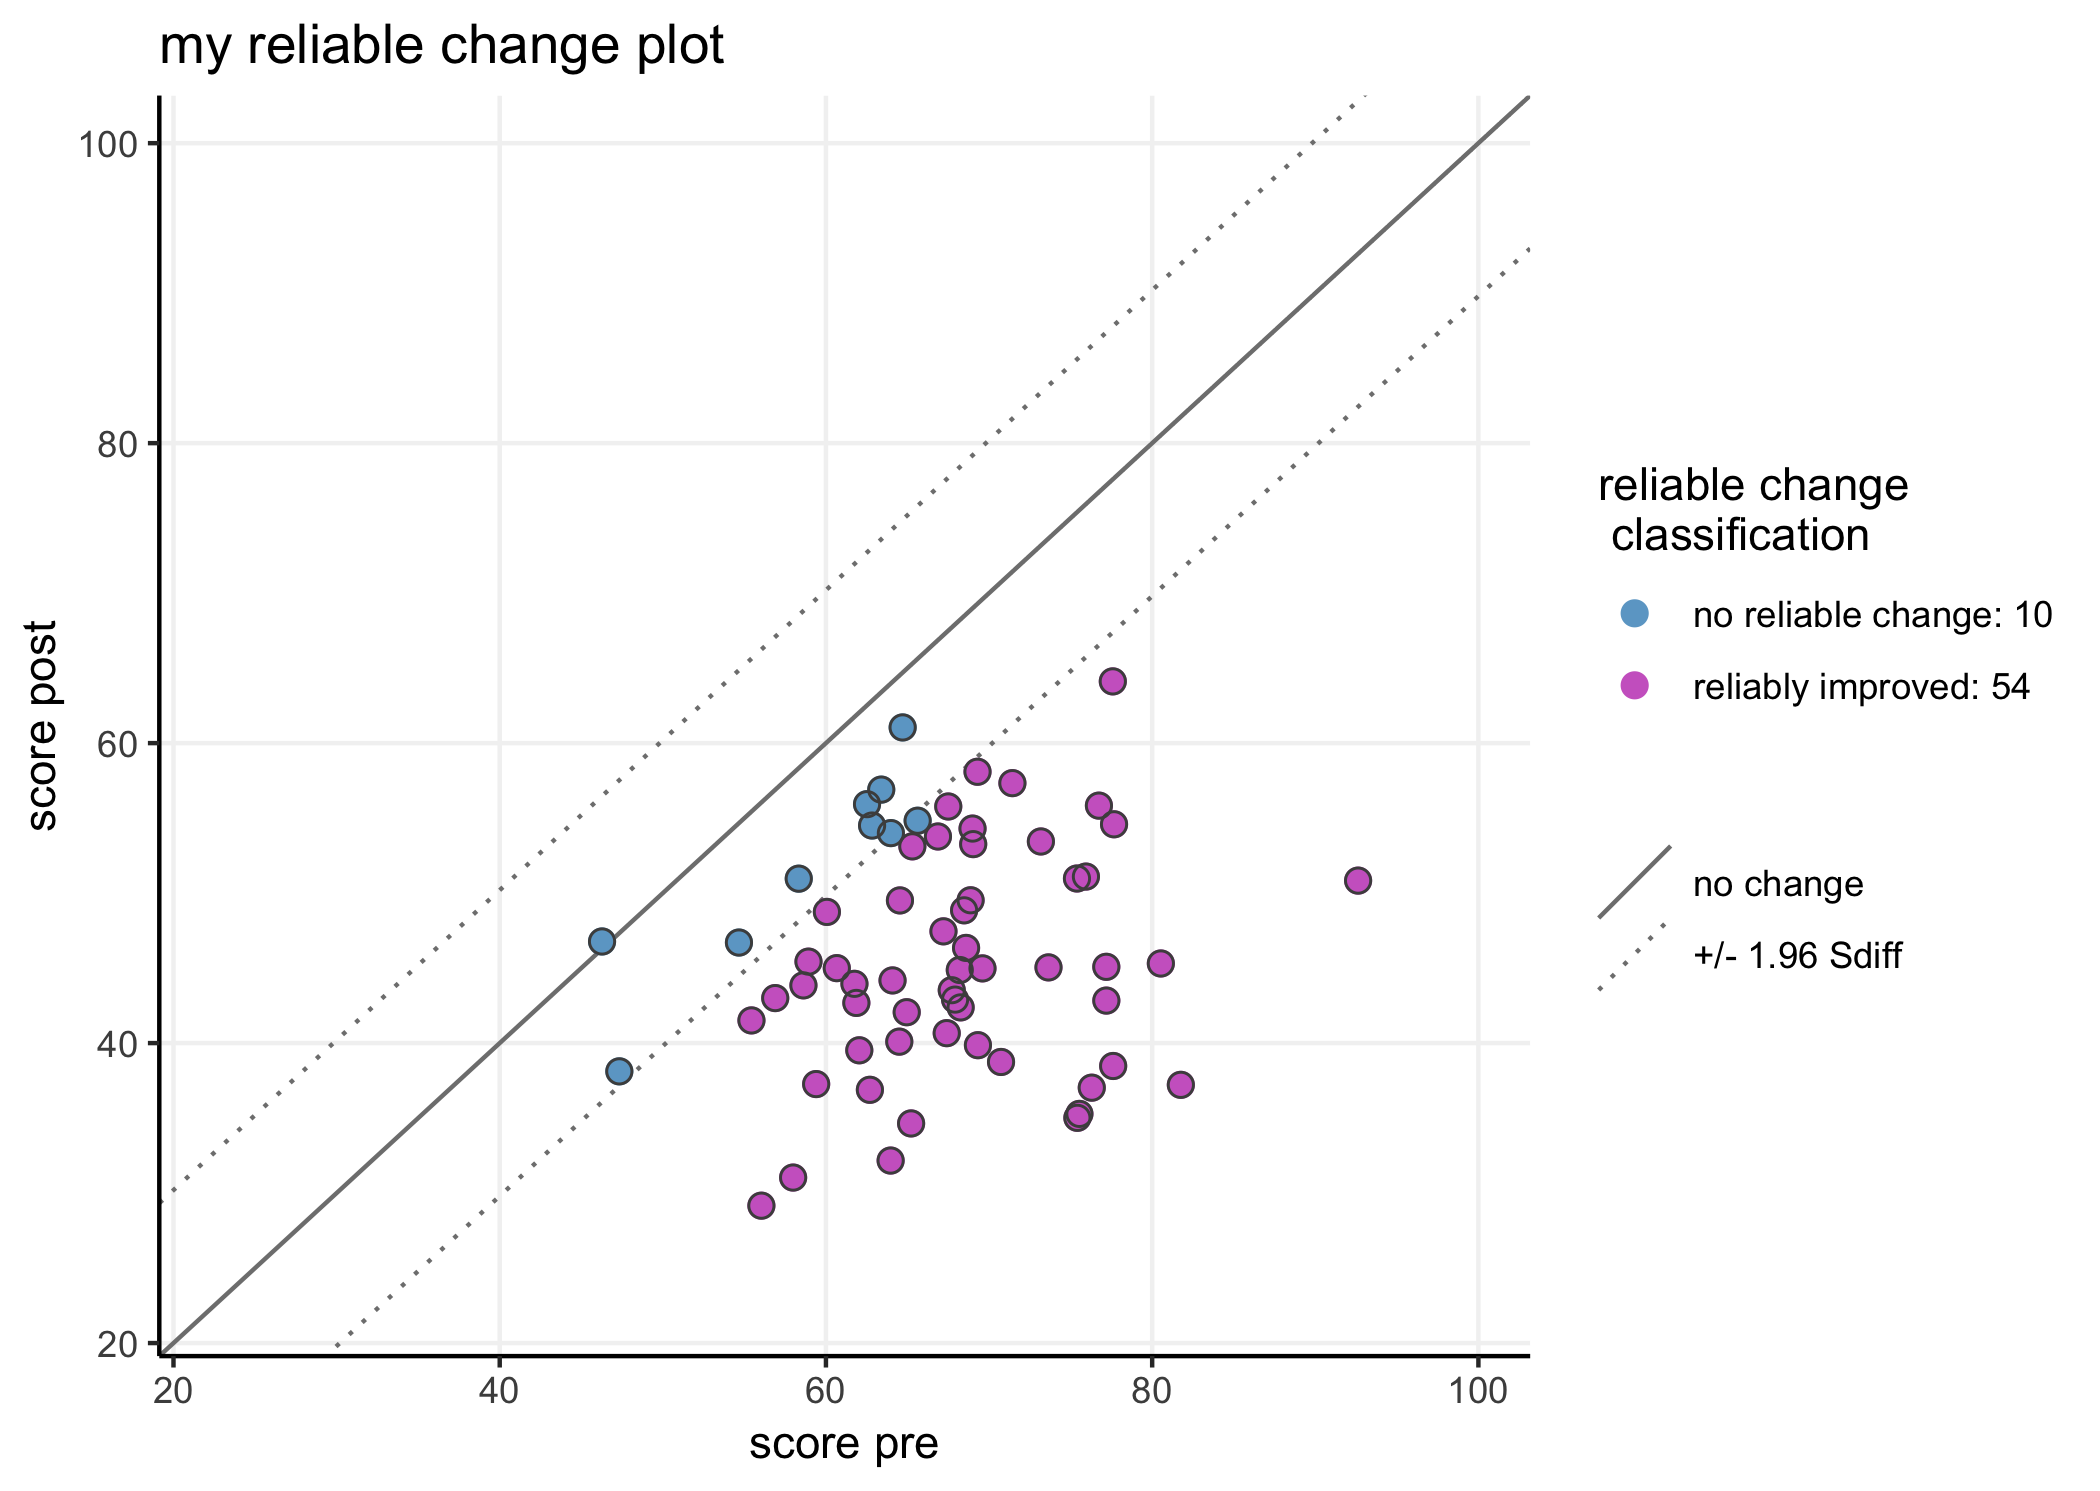 my reliable change plot
score post
100
80
60
40
20
20
40
60
80
100
score pre
reliable change
classification
no reliable change: 10
reliably improved: 54
no change
+/- 1.96 Sdiff